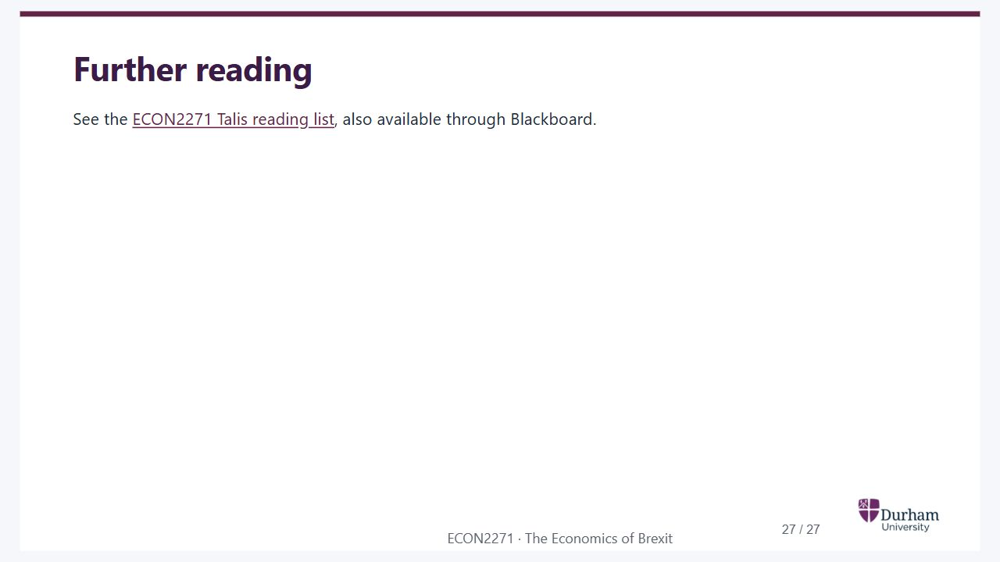 Further reading
See the ECON2271 Talis reading list, also available through Blackboard.
ECON2271 · The Economics of Brexit
27 / 27
Durham
University